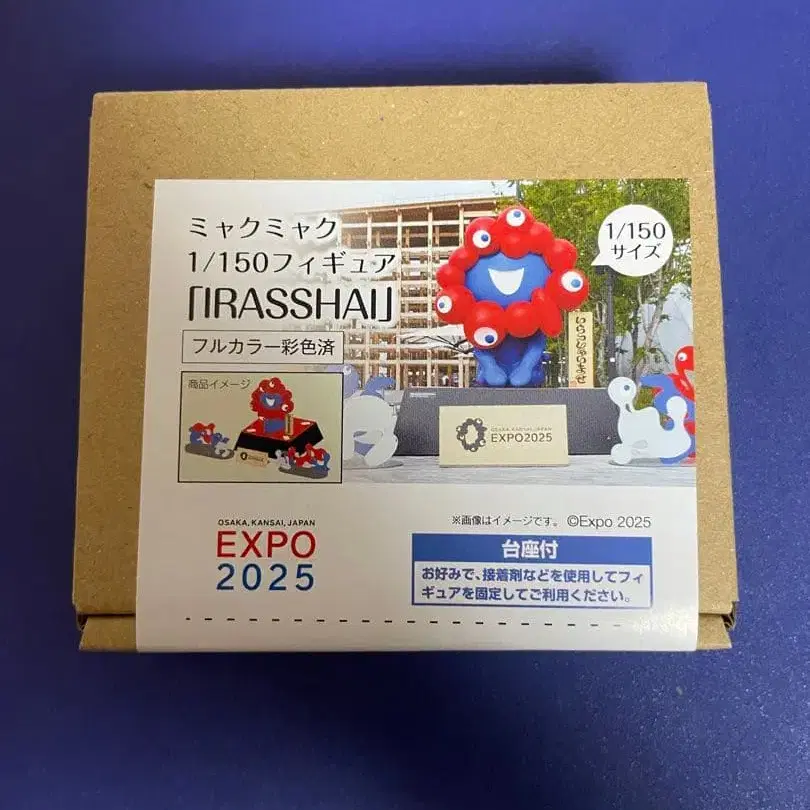 ミャクミャク
1/150フィギュア
「IRASSHAI」
フルカラー彩色済
1/150
サイズ
いらっしゃいませ
商品イメージ
OSAKA, KANSAI, JAPAN
EXPO2025
※画像はイメージです。 ©Expo 2025
OSAKA, KANSAI, JAPAN
EXPO
2025
台座付
お好みで、接着剤などを使用してフィ
ギュアを固定してご利用ください。